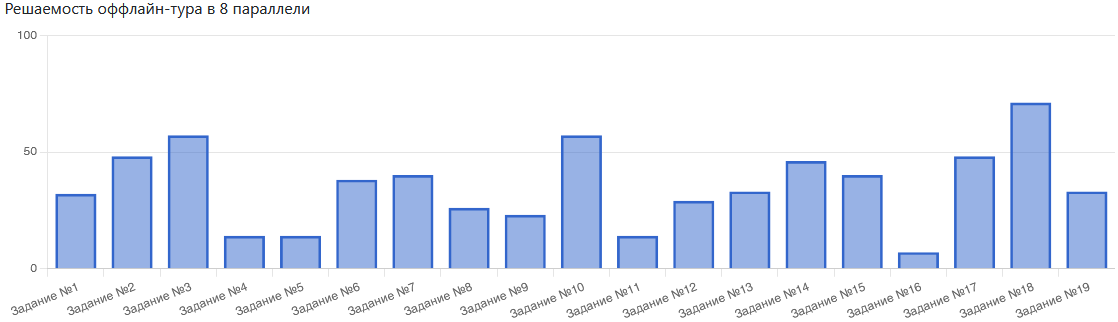 Решаемость оффлайн-тура в 8 параллели
100
50
0
Задание №1
Задание №2
Задание №3
Задание №4
Задание №5
Задание №6
Задание №7
Задание №8
Задание №9
Задание №10
Задание №11
Задание №12
Задание №13
Задание №14
Задание №15
Задание №16
Задание №17
Задание №18
Задание №19